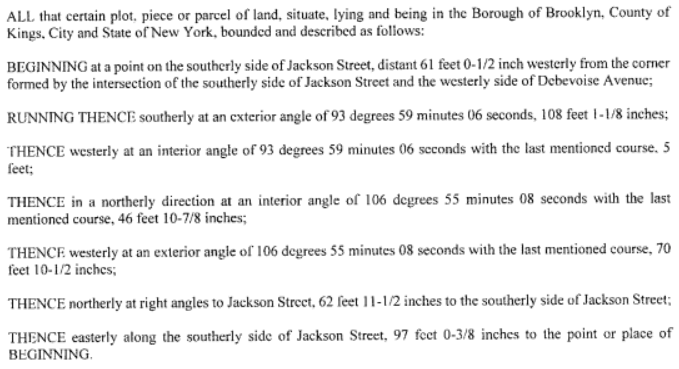 ALL that certain plot, piece or parcel of land, situate, lying and being in the Borough of Brooklyn, County of
Kings, City and State of New York, bounded and described as follows:
BEGINNING at a point on the southerly side of Jackson Street, distant 61 feet 0-1/2 inch westerly from the corner
formed by the intersection of the southerly side of Jackson Street and the westerly side of Debevoise Avenue;
RUNNING THENCE southerly at an exterior angle of 93 degrees 59 minutes 06 seconds, 108 feet 1-1/8 inches;
THENCE westerly at an interior angle of 93 degrees 59 minutes 06 seconds with the last mentioned course, 5
feet;
THENCE in a northerly direction at an interior angle of 106 degrees 55 minutes 08 seconds with the last
mentioned course, 46 feet 10-7/8 inches;
THENCE westerly at an exterior angle of 106 degrees 55 minutes 08 seconds with the last mentioned course, 70
feet 10-1/2 inches;
THENCE northerly at right angles to Jackson Street, 62 feet 11-1/2 inches to the southerly side of Jackson Street;
THENCE easterly along the southerly side of Jackson Street, 97 feet 0-3/8 inches to the point or place of
BEGINNING.